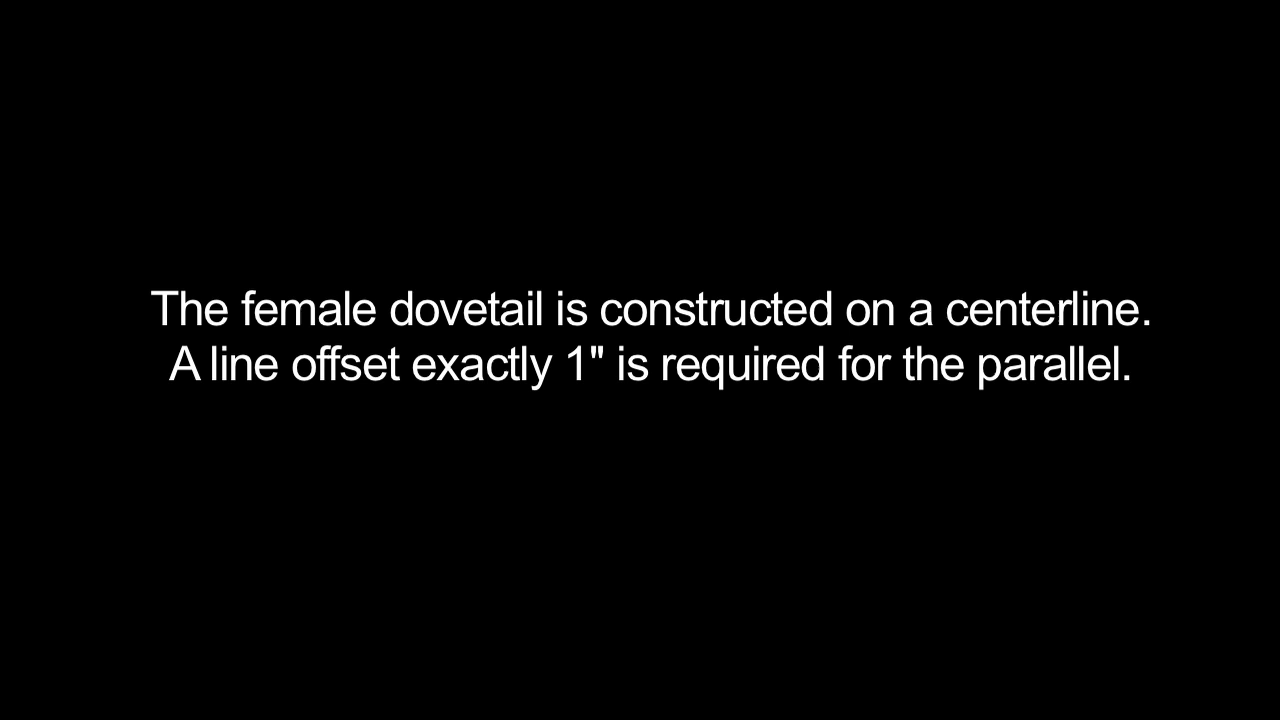 The female dovetail is constructed on a centerline.
A line offset exactly 1" is required for the parallel.